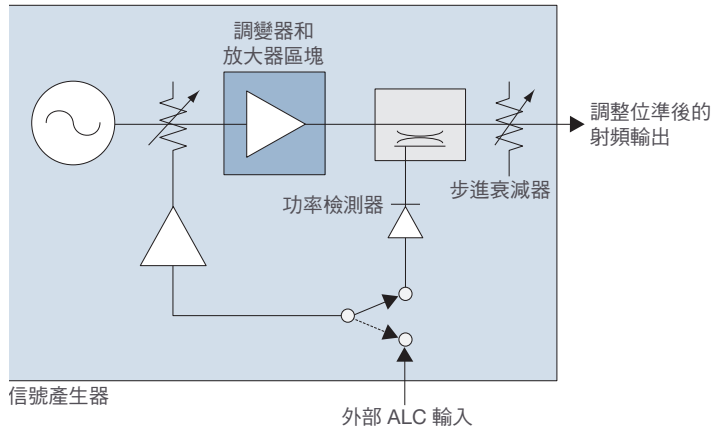 調變器和
放大器區塊
調整位準後的
射頻輸出
步進衰減器
功率檢測器
信號產生器
外部 ALC 輸入